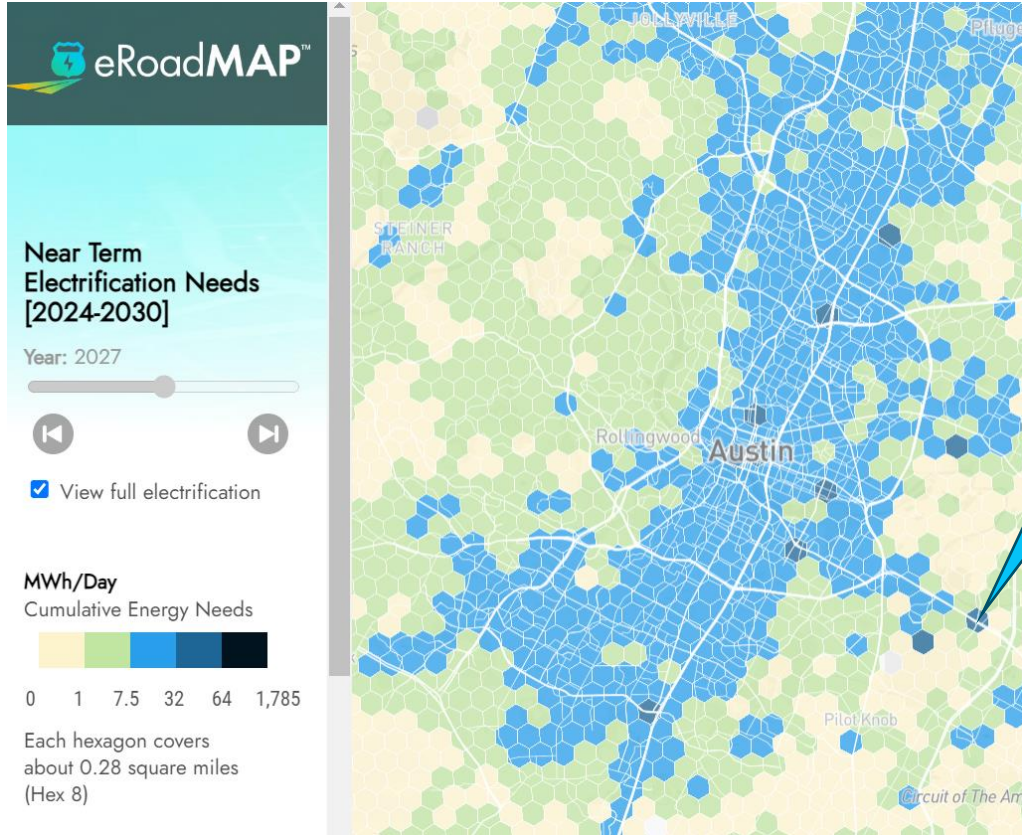 eRoadMAP™
Near Term
Electrification Needs
[2024-2030]
Year: 2027
View full electrification
MWh/Day
Cumulative Energy Needs
0 1 7.5 32 64 1,785
Each hexagon covers
about 0.28 square miles
(Hex 8)
JOLLYVILLE
Pfluge
s
STEINER
RANCH
Rollingwood
Austin
Pilot Knob
Circuit of The Am